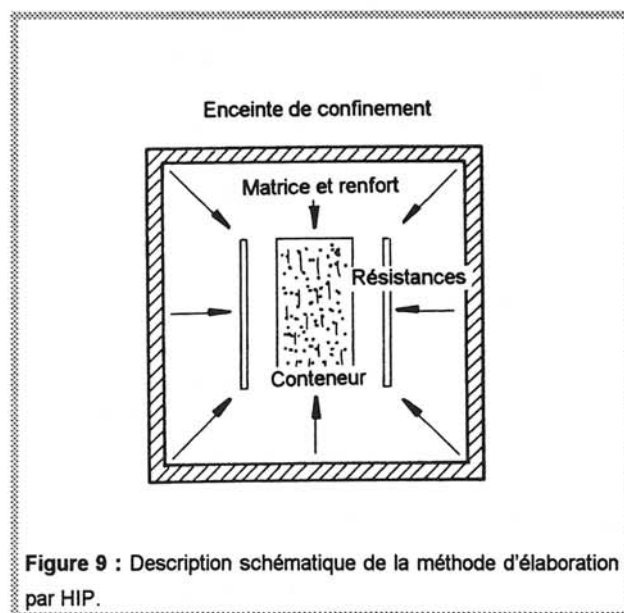 Enceinte de confinement
Matrice et renfort
Résistances
Conteneur
Figure 9 : Description schématique de la méthode d'élaboration
par HIP.